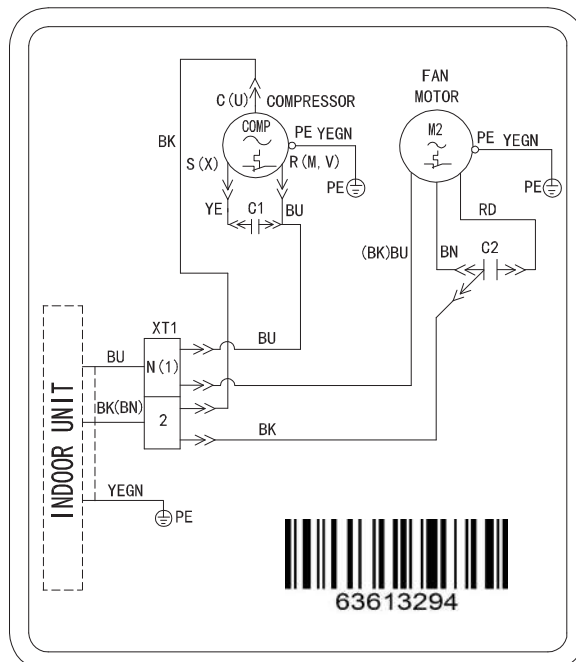 FAN
MOTOR
C(U) COMPRESSOR
COMP
PE YEGN
M2
PE YEGN
BK
S(X)
R(M, V)
PE
PE
YE
C1
BU
RD
(BK)BU
BN
C2
XT1
BU
BU
N(1)
BK(BN)
2
BK
INDOOR UNIT
YEGN
PE
63613294